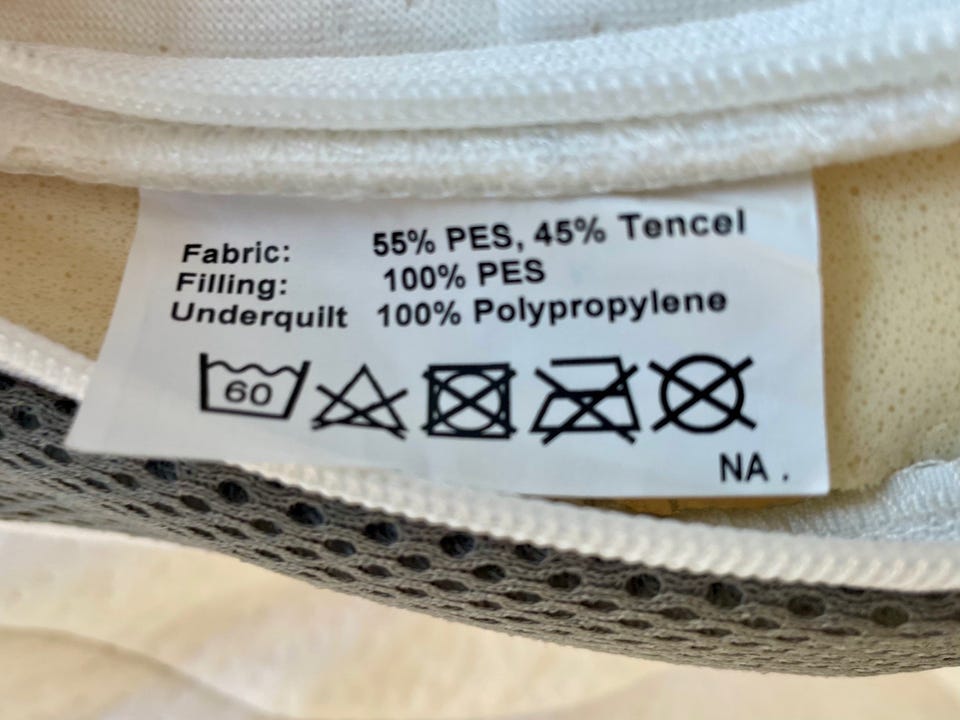 Fabric: 55% PES, 45% Tencel
Filling: 100% PES
Underquilt 100% Polypropylene
60
NA .